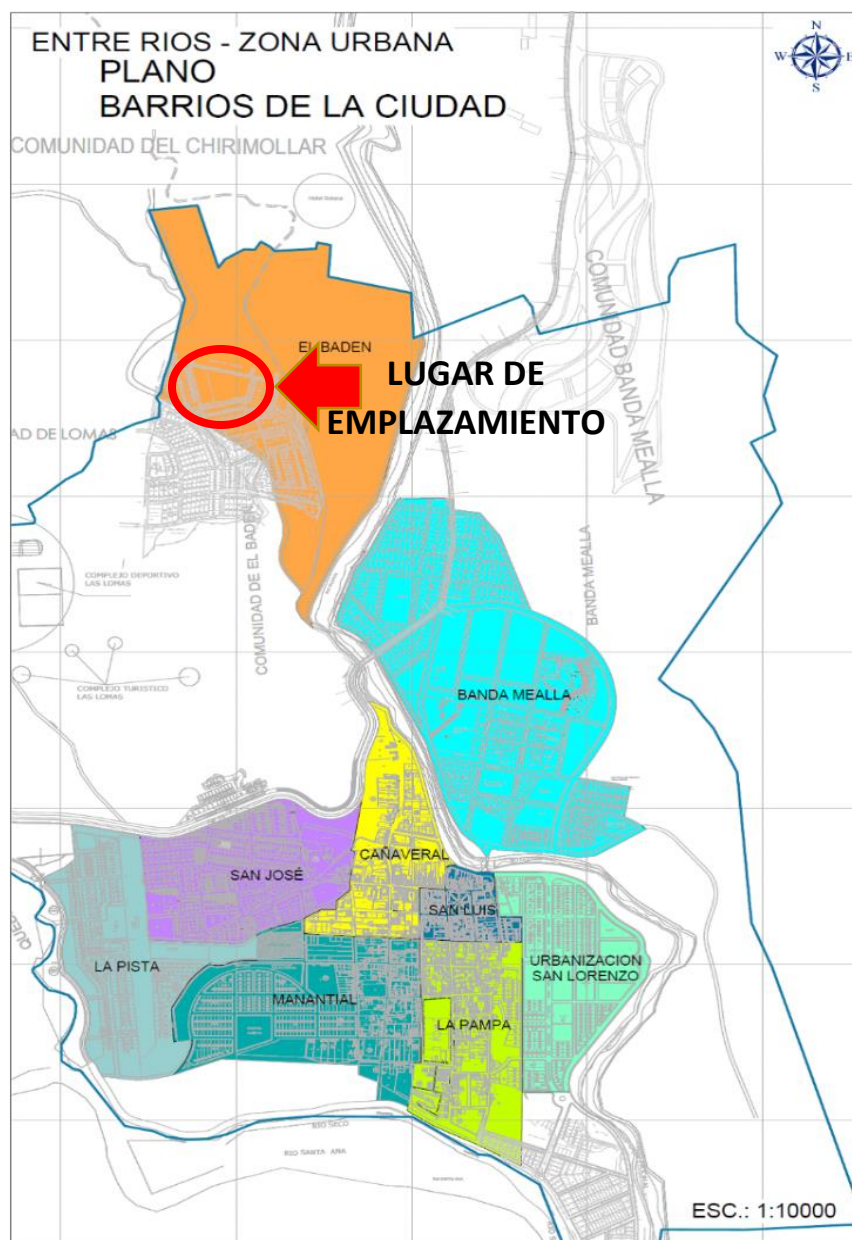 ENTRE RIOS - ZONA URBANA
PLANO
BARRIOS DE LA CIUDAD
N
W
E
S
COMUNIDAD DEL CHIRIMOLLAR
COMUNIDAD BANDA MEALLA
EL BADEN
LUGAR DE
EMPLAZAMIENTO
AD DE LOMAS
COMUNIDAD DE EL BADEN
BANDA MEALLA
COMPLEJO DEPORTIVO
LAS LOMAS
COMPLEJO TURISTICO
LAS LOMAS
BANDA MEALLA
CAÑAVERAL
SAN JOSÉ
SAN LUIS
QUE
LA PISTA
URBANIZACION
SAN LORENZO
MANANTIAL
LA PAMPA
RIO SECO
RIO SANTA ANA
ESC.: 1:10000